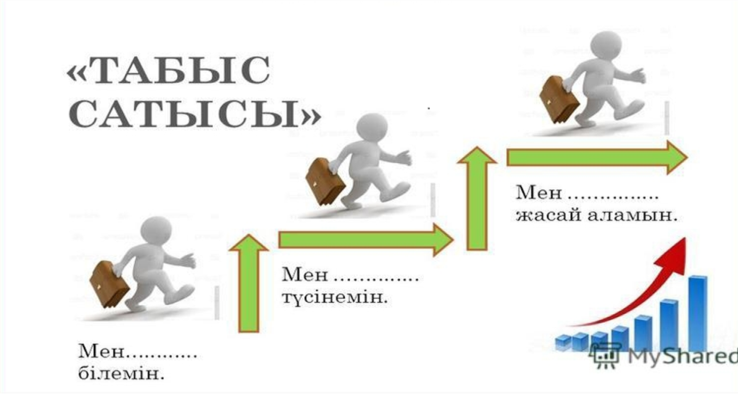 «ТАБЫС
САТЫСЫ»
Мен ...............
жасай аламын.
Мен ..............
түсінемін.
Мен............
білемін.
MyShared